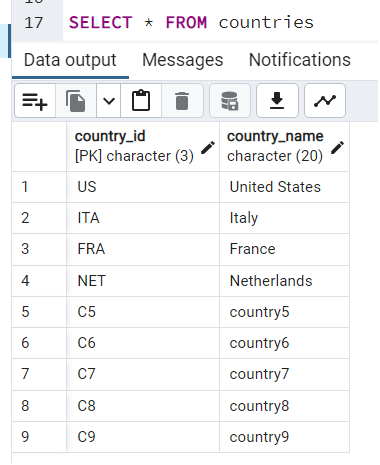 17 SELECT * FROM countries
Data output Messages Notifications
country_id country_name
[PK] character (3) character (20)
1 US United States
2 ITA Italy
3 FRA France
4 NET Netherlands
5 C5 country5
6 C6 country6
7 C7 country7
8 C8 country8
9 C9 country9